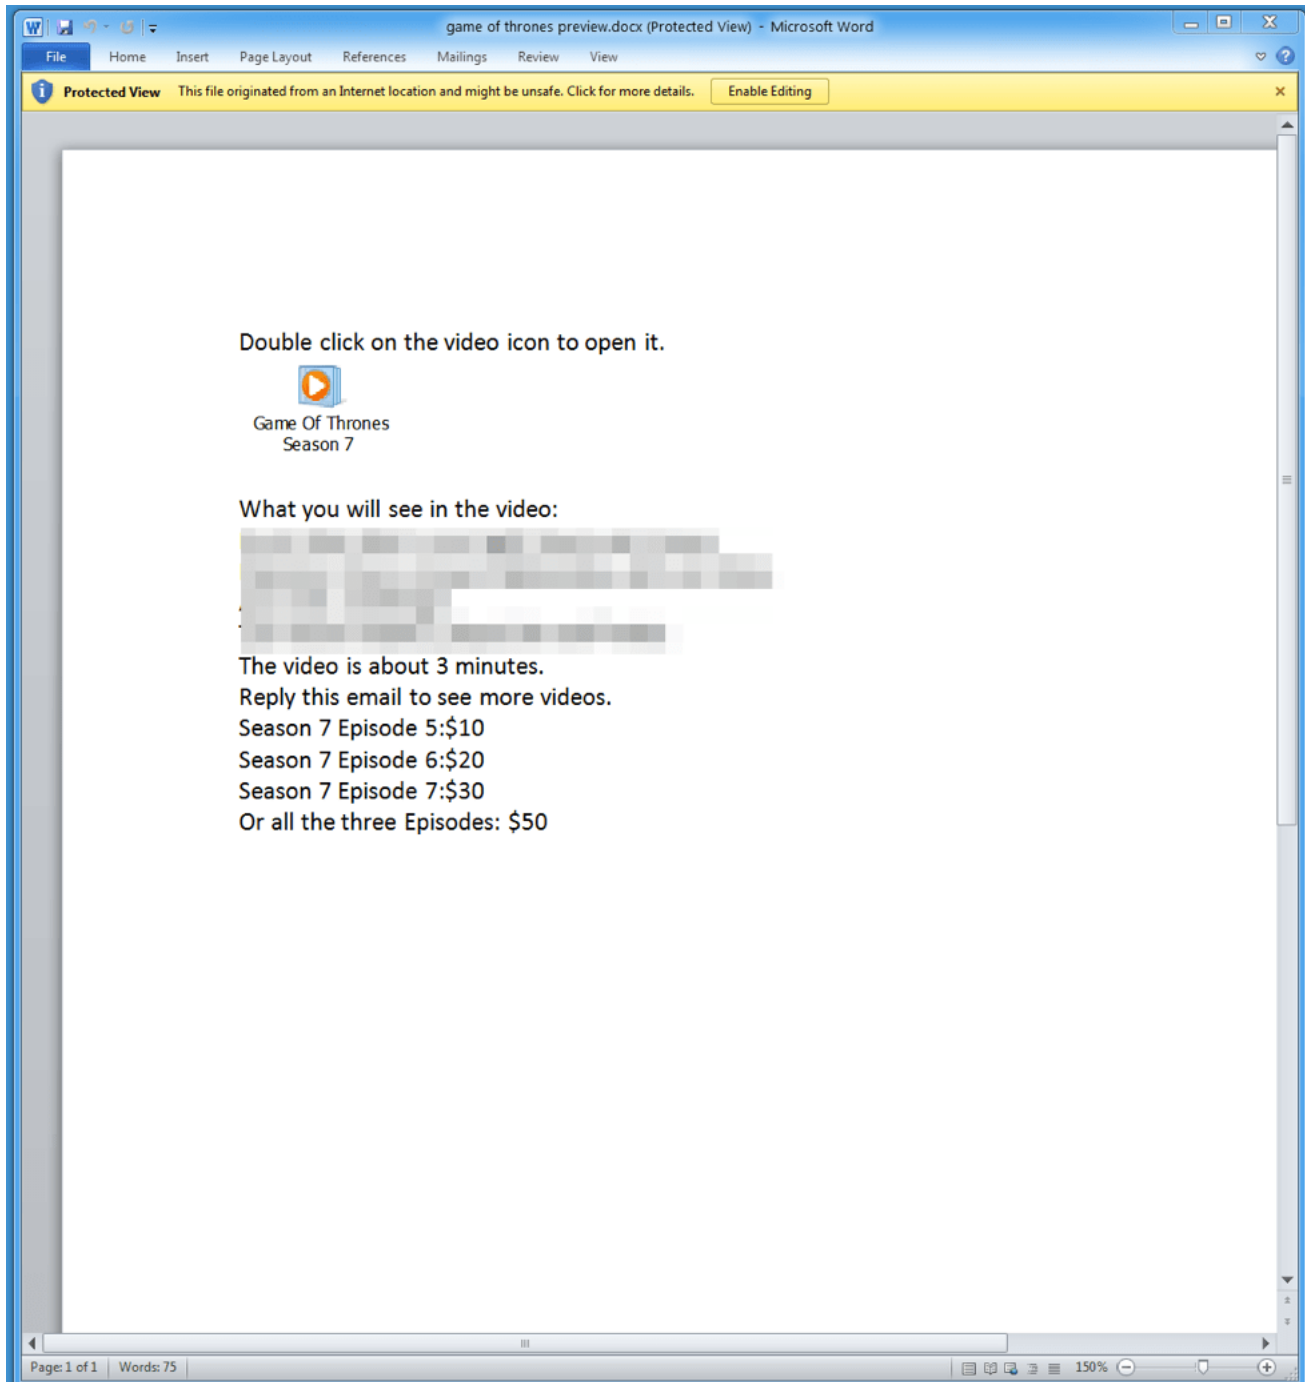 game of thrones preview.docx (Protected View) - Microsoft Word
File Home Insert Page Layout References Mailings Review View
Protected View This file originated from an Internet location and might be unsafe. Click for more details. Enable Editing
Double click on the video icon to open it.
Game Of Thrones
Season 7
What you will see in the video:
The video is about 3 minutes.
Reply this email to see more videos.
Season 7 Episode 5:$10
Season 7 Episode 6:$20
Season 7 Episode 7:$30
Or all the three Episodes: $50
Page: 1 of 1 Words: 75 150%